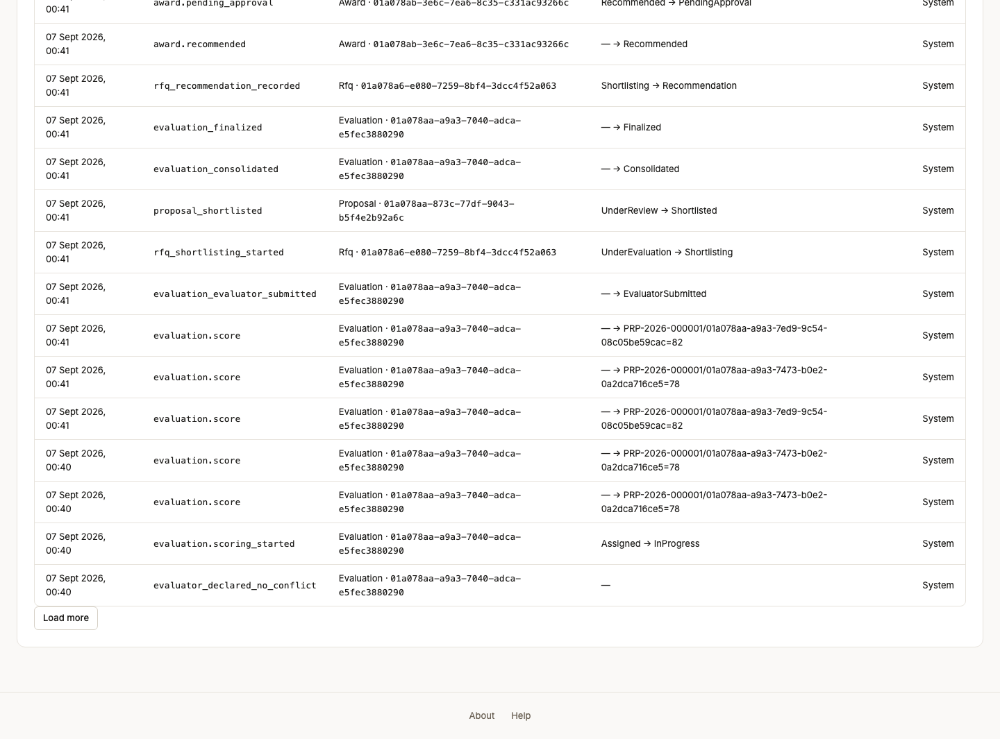 award.pending_approval Award · 01a078ab-3e6c-7ea6-8c35-c331ac93266c Recommended → PendingApproval System
00:41
07 Sept 2026,
00:41
award.recommended Award · 01a078ab-3e6c-7ea6-8c35-c331ac93266c — → Recommended System
07 Sept 2026,
00:41
rfq_recommendation_recorded Rfq · 01a078a6-e080-7259-8bf4-3dcc4f52a063 Shortlisting → Recommendation System
07 Sept 2026,
00:41
evaluation_finalized
Evaluation · 01a078aa-a9a3-7040-adca-
e5fec3880290
— → Finalized System
07 Sept 2026,
00:41
evaluation_consolidated
Evaluation · 01a078aa-a9a3-7040-adca-
e5fec3880290
— → Consolidated System
07 Sept 2026,
00:41
proposal_shortlisted
Proposal · 01a078aa-873c-77df-9043-
b5f4e2b92a6c
UnderReview → Shortlisted System
07 Sept 2026,
00:41
rfq_shortlisting_started Rfq · 01a078a6-e080-7259-8bf4-3dcc4f52a063 UnderEvaluation → Shortlisting System
07 Sept 2026,
00:41
evaluation_evaluator_submitted
Evaluation · 01a078aa-a9a3-7040-adca-
e5fec3880290
— → EvaluatorSubmitted System
07 Sept 2026,
00:41
evaluation.score
Evaluation · 01a078aa-a9a3-7040-adca-
e5fec3880290
— → PRP-2026-000001/01a078aa-a9a3-7ed9-9c54-
08c05be59cac=82
System
07 Sept 2026,
00:41
evaluation.score
Evaluation · 01a078aa-a9a3-7040-adca-
e5fec3880290
— → PRP-2026-000001/01a078aa-a9a3-7473-b0e2-
0a2dca716ce5=78
System
07 Sept 2026,
00:41
evaluation.score
Evaluation · 01a078aa-a9a3-7040-adca-
e5fec3880290
— → PRP-2026-000001/01a078aa-a9a3-7ed9-9c54-
08c05be59cac=82
System
07 Sept 2026,
00:40
evaluation.score
Evaluation · 01a078aa-a9a3-7040-adca-
e5fec3880290
— → PRP-2026-000001/01a078aa-a9a3-7473-b0e2-
0a2dca716ce5=78
System
07 Sept 2026,
00:40
evaluation.score
Evaluation · 01a078aa-a9a3-7040-adca-
e5fec3880290
— → PRP-2026-000001/01a078aa-a9a3-7473-b0e2-
0a2dca716ce5=78
System
07 Sept 2026,
00:40
evaluation.scoring_started
Evaluation · 01a078aa-a9a3-7040-adca-
e5fec3880290
Assigned → InProgress System
07 Sept 2026,
00:40
evaluator_declared_no_conflict
Evaluation · 01a078aa-a9a3-7040-adca-
e5fec3880290
— System
Load more
About Help